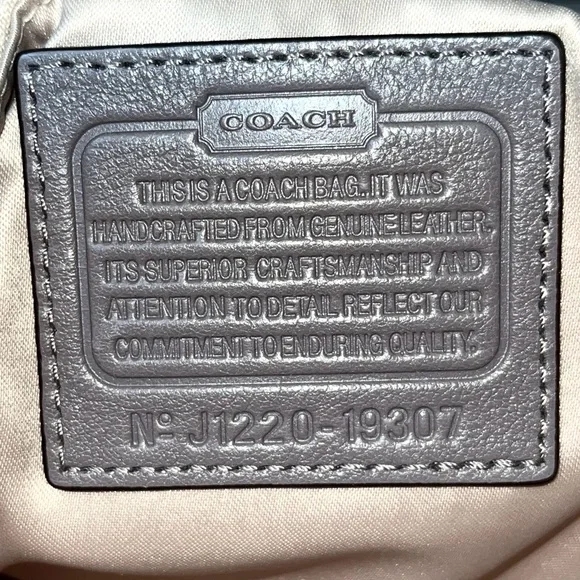 COACH
THIS IS A COACH BAG. IT WAS
HANDCRAFTED FROM GENUINE LEATHER.
ITS SUPERIOR CRAFTSMANSHIP AND
ATTENTION TO DETAIL REFLECT OUR
COMMITMENT TO ENDURING QUALITY.
Nº J1220-19307